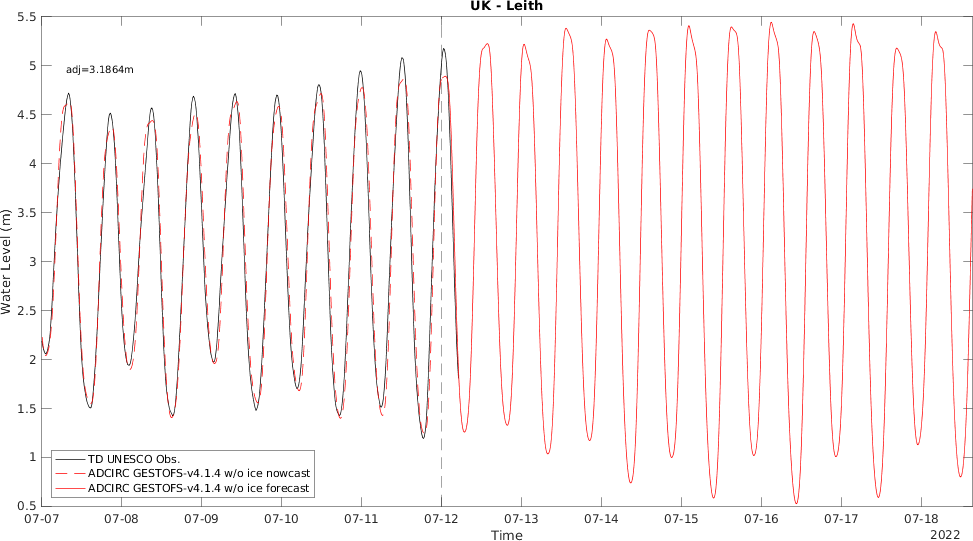 UK - Leith
5.5
5
4.5
4
3.5
3
2.5
2
1.5
1
0.5
Water Level (m)
adj=3.1864m
TD UNESCO Obs.
ADCIRC GESTOFS-v4.1.4 w/o ice nowcast
ADCIRC GESTOFS-v4.1.4 w/o ice forecast
07-07 07-08 07-09 07-10 07-11 07-12 07-13 07-14 07-15 07-16 07-17 07-18
Time
2022